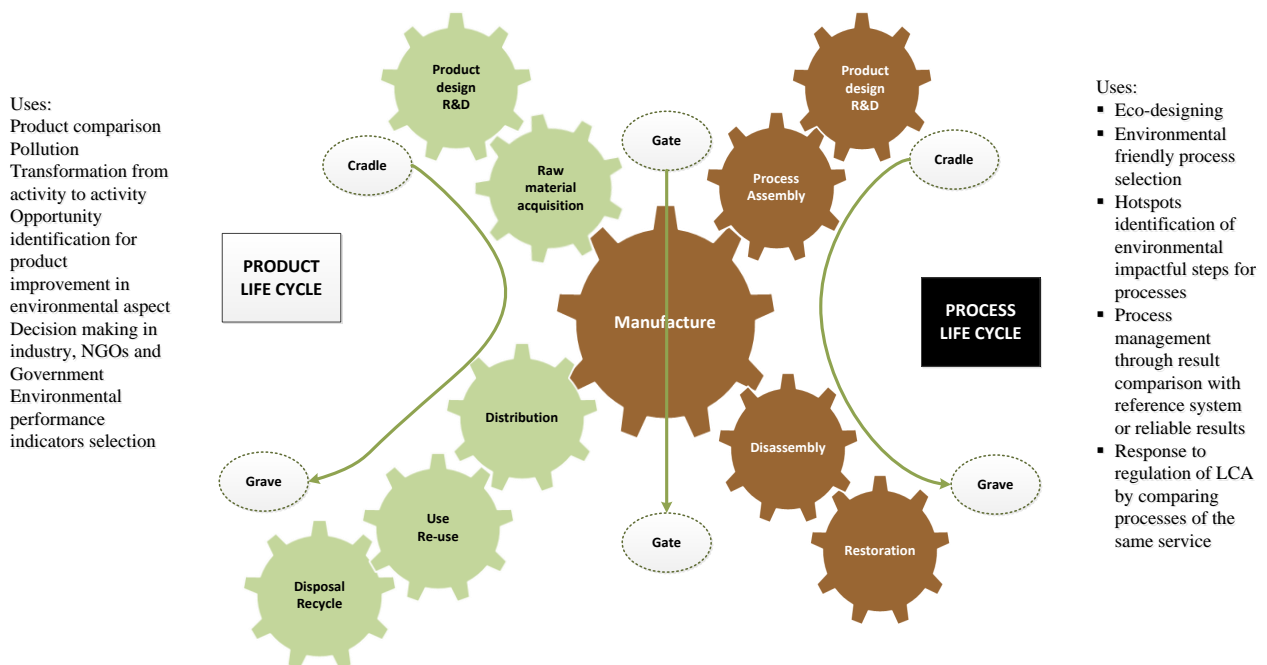 Uses:
Product comparison
Pollution
Transformation from
activity to activity
Opportunity
identification for
product
improvement in
environmental aspect
Decision making in
industry, NGOs and
Government
Environmental
performance
indicators selection
Product
design
R&D
Cradle
Raw
material
acquisition
PRODUCT
LIFE CYCLE
Distribution
Grave
Use
Re-use
Disposal
Recycle
Gate
Manufacture
Gate
Product
design
R&D
Cradle
Process
Assembly
PROCESS
LIFE CYCLE
Disassembly
Grave
Restoration
Uses:
▪ Eco-designing
▪ Environmental
friendly process
selection
▪ Hotspots
identification of
environmental
impactful steps for
processes
▪ Process
management
through result
comparison with
reference system
or reliable results
▪ Response to
regulation of LCA
by comparing
processes of the
same service